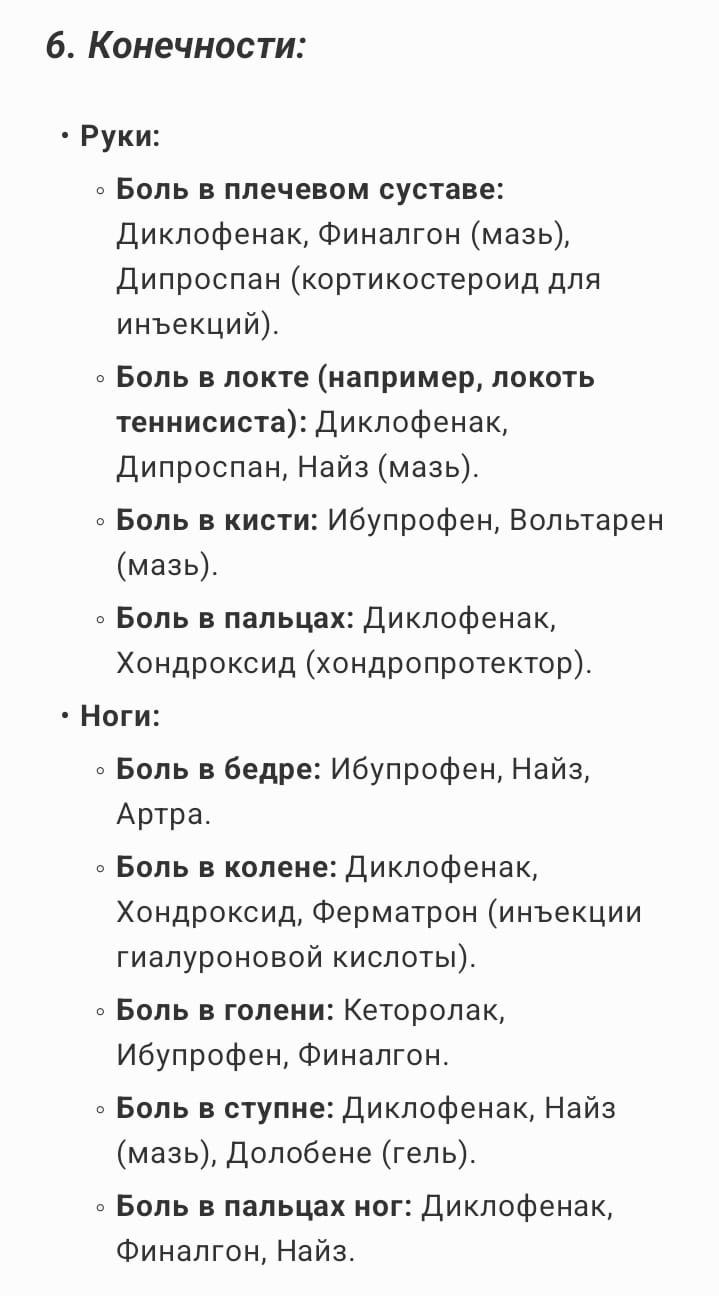 6. Конечности:
• Руки:
◦ Боль в плечевом суставе:
Диклофенак, Финалгон (мазь),
Дипроспан (кортикостероид для
инъекций).
◦ Боль в локте (например, локоть
теннисиста): Диклофенак,
Дипроспан, Найз (мазь).
◦ Боль в кисти: Ибупрофен, Вольтарен
(мазь).
◦ Боль в пальцах: Диклофенак,
Хондроксид (хондропротектор).
• Ноги:
◦ Боль в бедре: Ибупрофен, Найз,
Артра.
◦ Боль в колене: Диклофенак,
Хондроксид, Ферматрон (инъекции
гиалуроновой кислоты).
◦ Боль в голени: Кеторолак,
Ибупрофен, Финалгон.
◦ Боль в ступне: Диклофенак, Найз
(мазь), Долобене (гель).
◦ Боль в пальцах ног: Диклофенак,
Финалгон, Найз.